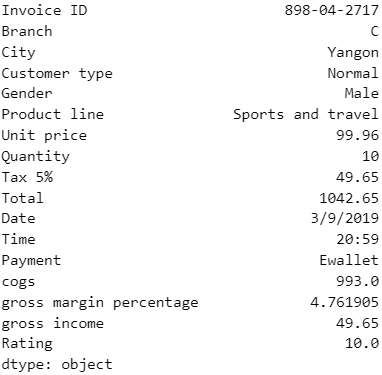 Invoice ID 898-04-2717
Branch C
City Yangon
Customer type Normal
Gender Male
Product line Sports and travel
Unit price 99.96
Quantity 10
Tax 5% 49.65
Total 1042.65
Date 3/9/2019
Time 20:59
Payment Ewallet
cogs 993.0
gross margin percentage 4.761905
gross income 49.65
Rating 10.0
dtype: object